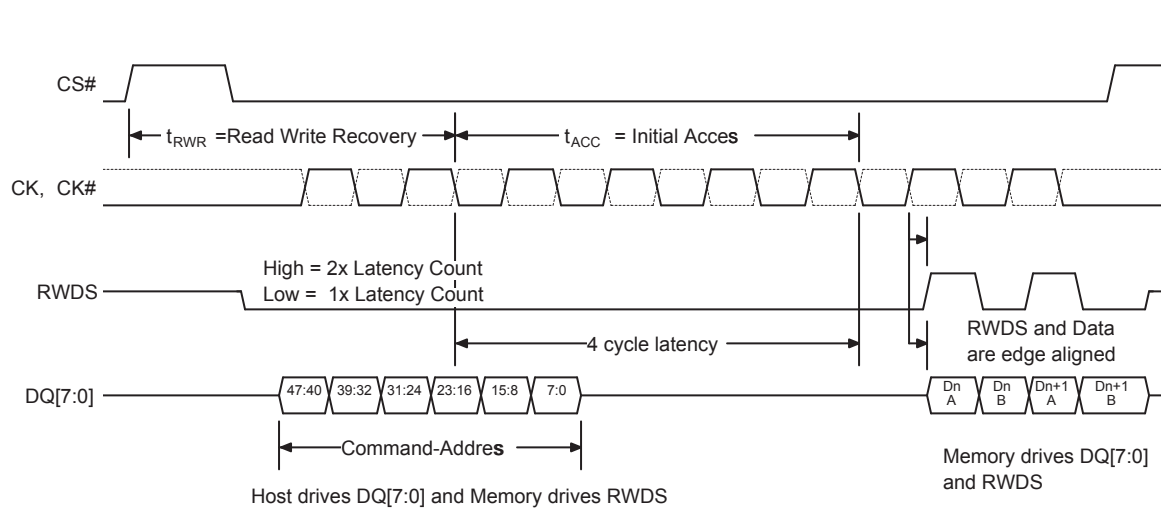 CS#
tRWR =Read Write Recovery
tACC = Initial Acces
CK, CK#
High = 2x Latency Count
Low = 1x Latency Count
RWDS
RWDS and Data
are edge aligned
4 cycle latency
DQ[7:0]
47:40 39:32 31:24 23:16 15:8 7:0
Dn A
Dn B
Dn+1 A
Dn+1 B
Command-Addres
Memory drives DQ[7:0]
and RWDS
Host drives DQ[7:0] and Memory drives RWDS